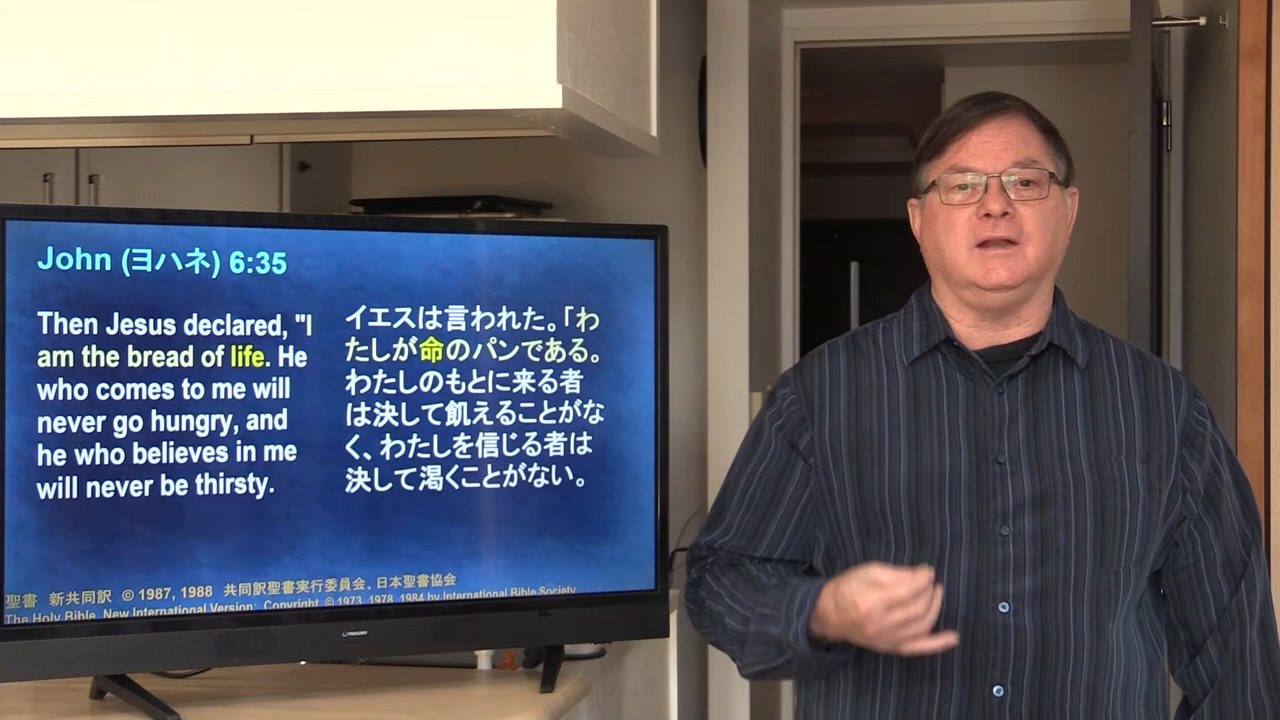 John (ヨハネ) 6:35
Then Jesus declared, "I
am the bread of life. He
who comes to me will
never go hungry, and
he who believes in me
will never be thirsty.
イエスは言われた。「わ
たしが命のパンである。
わたしのもとに来る者
は決して飢えることがな
く、わたしを信じる者は
決して渇くことがない。
聖書 新共同訳 © 1987, 1988 共同訳聖書実行委員会、日本聖書協会
The Holy Bible, New International Version; Copyright © 1973, 1978, 1984 by International Bible Society
maxzen